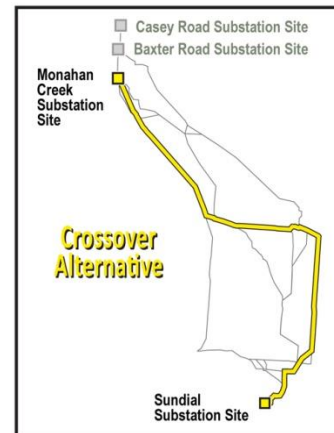 Casey Road Substation Site
Baxter Road Substation Site
Monahan
Creek
Substation
Site
Crossover
Alternative
Sundial
Substation Site